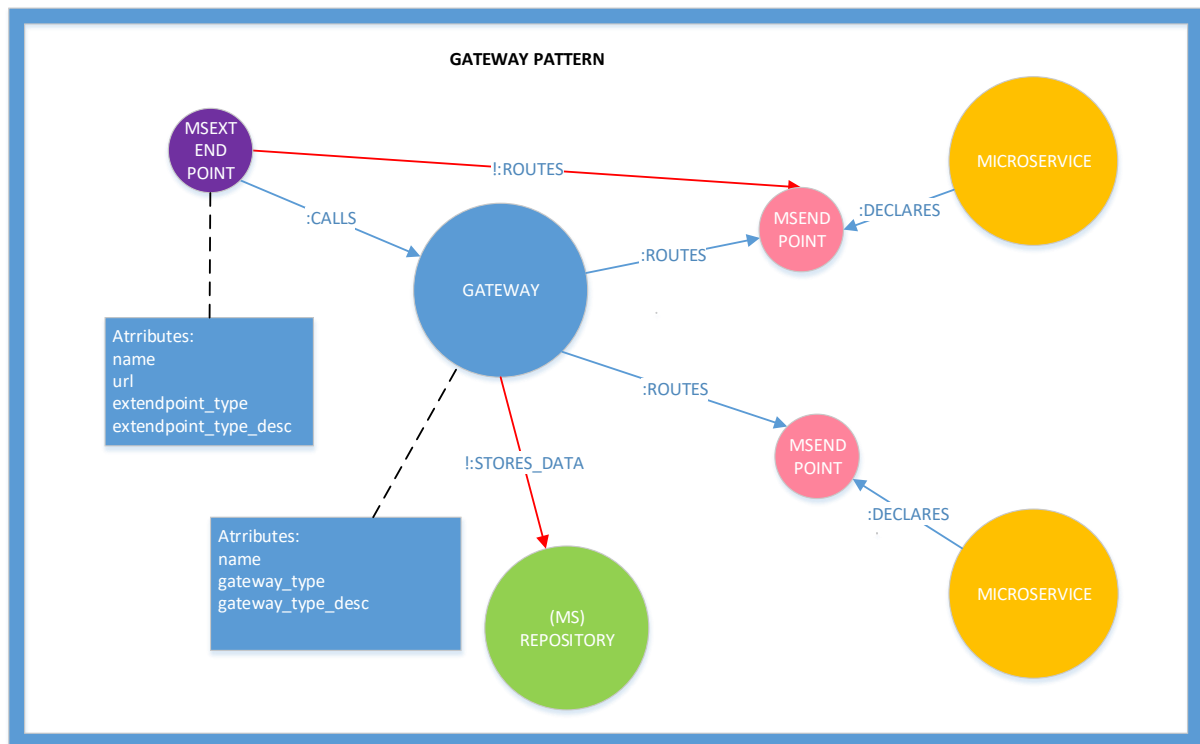 GATEWAY PATTERN
MSEXT
END
POINT
!:ROUTES
MICROSERVICE
:CALLS
MSEND
POINT
:DECLARES
:ROUTES
GATEWAY
Atrributes:
name
url
extendpoint_type
extendpoint_type_desc
:ROUTES
MSEND
POINT
!:STORES_DATA
:DECLARES
Atrributes:
name
gateway_type
gateway_type_desc
(MS)
REPOSITORY
MICROSERVICE